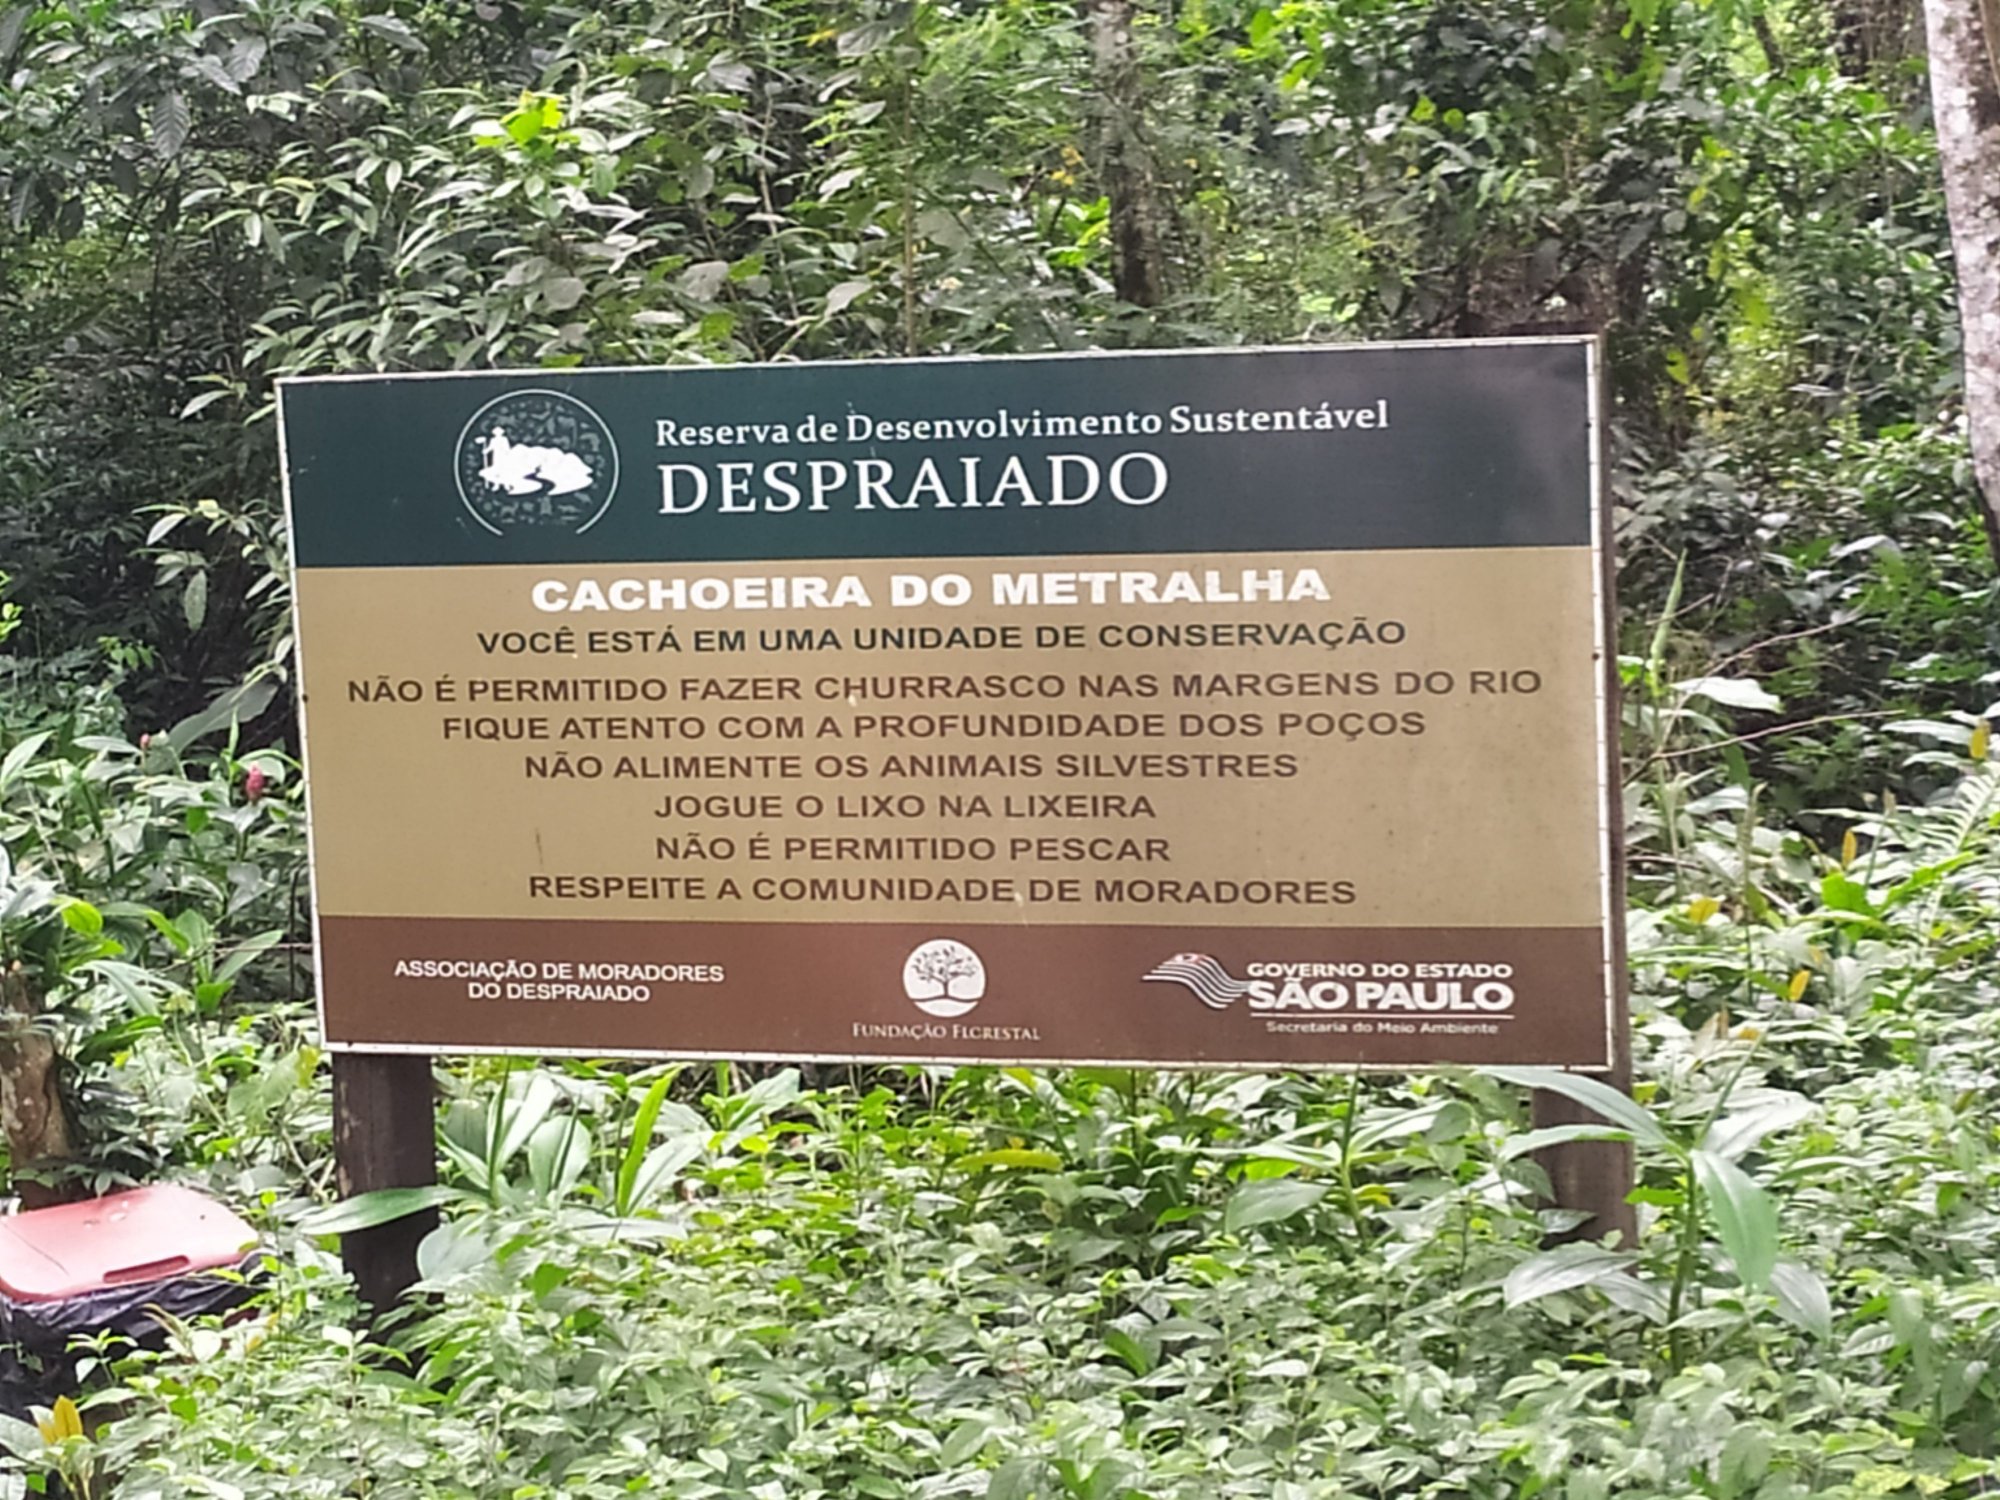 Reserva de Desenvolvimento Sustentável
DESPRAIADO
CACHOEIRA DO METRALHA
VOCÊ ESTÁ EM UMA UNIDADE DE CONSERVAÇÃO
NÃO É PERMITIDO FAZER CHURRASCO NAS MARGENS DO RIO
FIQUE ATENTO COM A PROFUNDIDADE DOS POÇOS
NÃO ALIMENTE OS ANIMAIS SILVESTRES
JOGUE O LIXO NA LIXEIRA
NÃO É PERMITIDO PESCAR
RESPEITE A COMUNIDADE DE MORADORES
ASSOCIAÇÃO DE MORADORES
DO DESPRAIADO
FUNDAÇÃO FLORESTAL
GOVERNO DO ESTADO
SÃO PAULO
Secretaria do Meio Ambiente